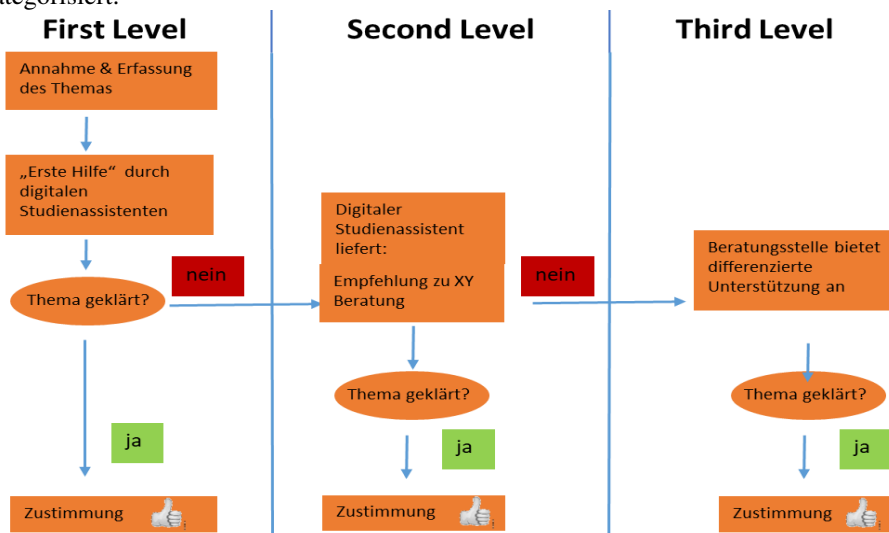 ategorisiert.
First Level
Second Level
Third Level
Annahme & Erfassung
des Themas
„Erste Hilfe“ durch
digitalen
Studienassistenten
Thema geklärt?
nein
ja
Zustimmung
Digitaler
Studienassistent
liefert:
Empfehlung zu XY
Beratung
nein
Thema geklärt?
ja
Zustimmung
Beratungsstelle bietet
differenzierte
Unterstützung an
Thema geklärt?
ja
Zustimmung